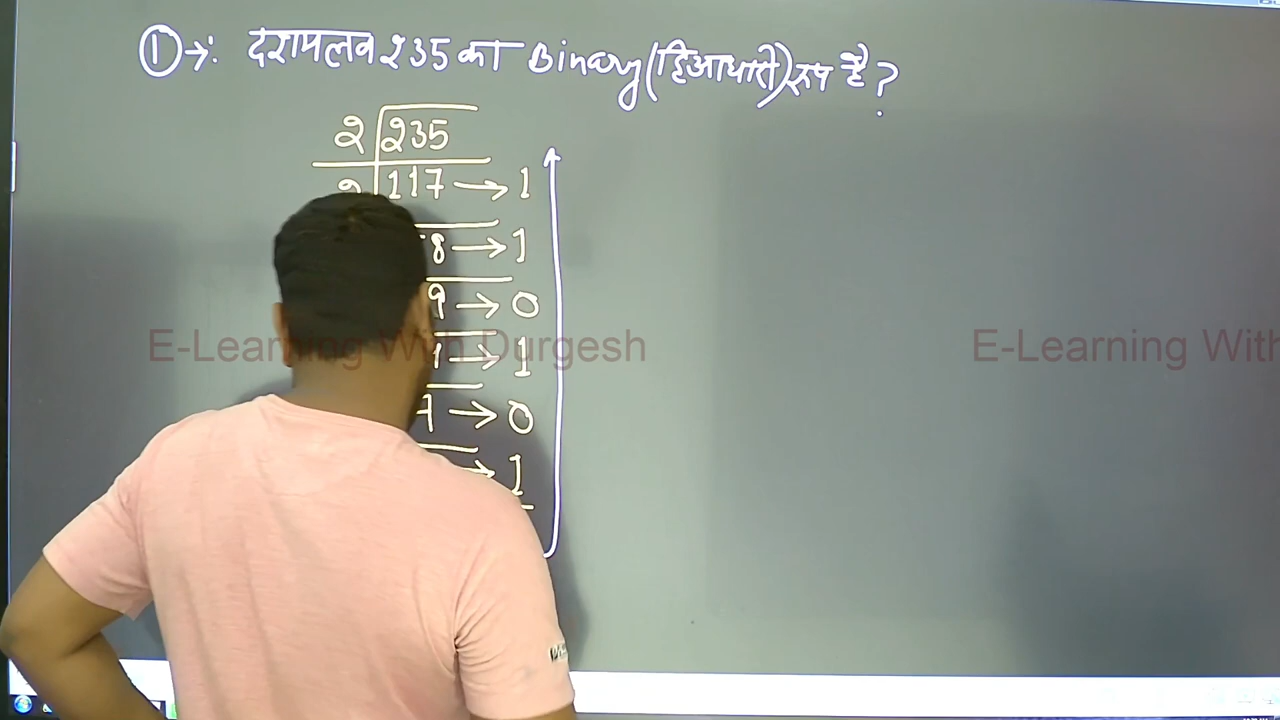 ①→: दशमलव 235 का Binary (द्विआधारी) रूप है?
2 235
2 117 → 1
8 → 1
9 → 0
1 → 1
7 → 0
→ 1
E-Learning With Durgesh
E-Learning With